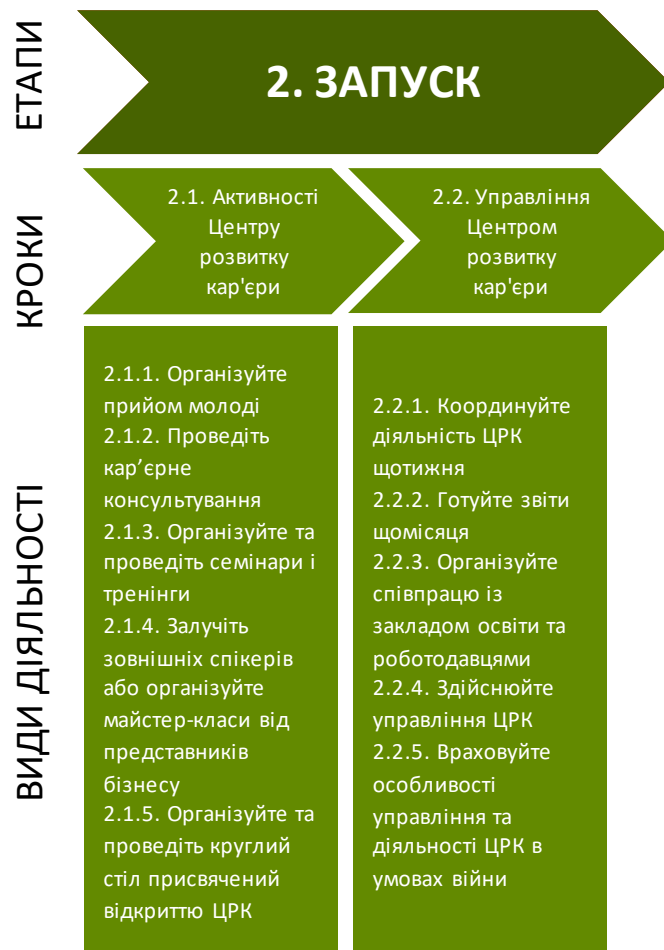 ЕТАПИ
2. ЗАПУСК
КРОКИ
2.1. Активності
Центру
розвитку
кар'єри
2.2. Управління
Центром
розвитку
кар'єри
ВИДИ ДІЯЛЬНОСТІ
2.1.1. Організуйте
прийом молоді
2.1.2. Проведіть
кар’єрне
консультування
2.1.3. Організуйте та
проведіть семінари і
тренінги
2.1.4. Залучіть
зовнішніх спікерів
або організуйте
майстер-класи від
представників
бізнесу
2.1.5. Організуйте та
проведіть круглий
стіл присвячений
відкриттю ЦРК
2.2.1. Координуйте
діяльність ЦРК
щотижня
2.2.2. Готуйте звіти
щомісяця
2.2.3. Організуйте
співпрацю із
закладом освіти та
роботодавцями
2.2.4. Здійснюйте
управління ЦРК
2.2.5. Враховуйте
особливості
управління та
діяльності ЦРК в
умовах війни